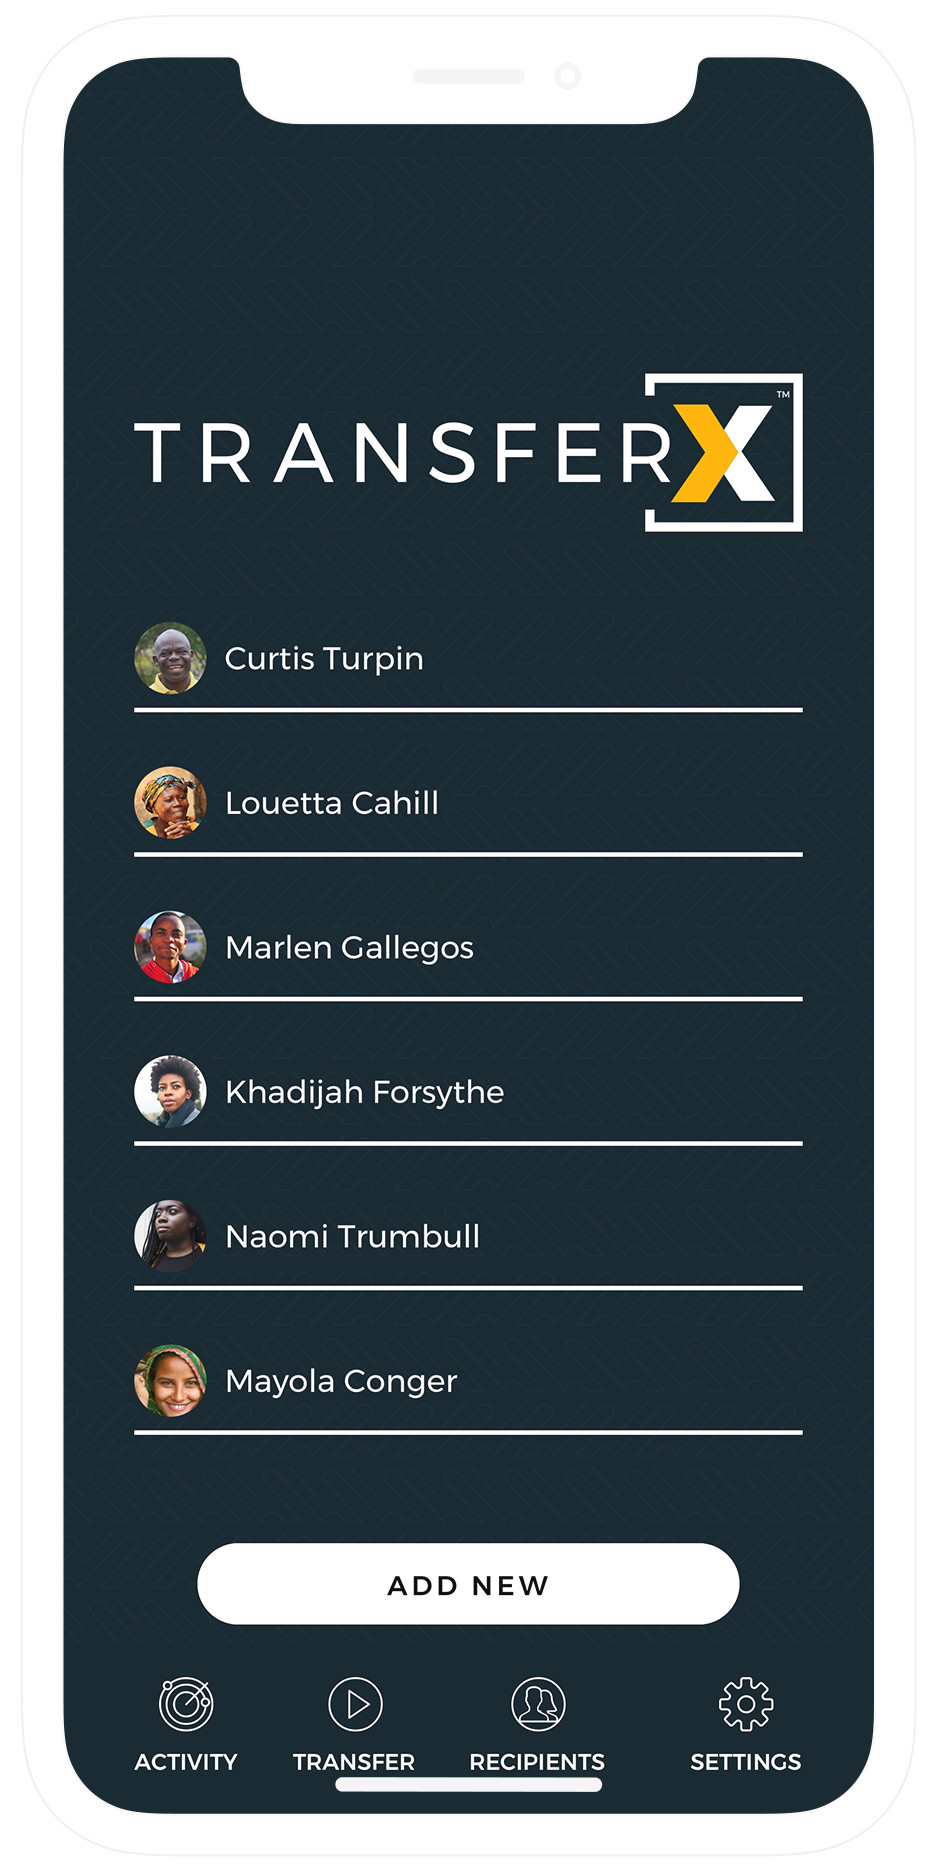 TRANSFERX™
Curtis Turpin
Louetta Cahill
Marlen Gallegos
Khadijah Forsythe
Naomi Trumbull
Mayola Conger
ADD NEW
ACTIVITY TRANSFER RECIPIENTS SETTINGS